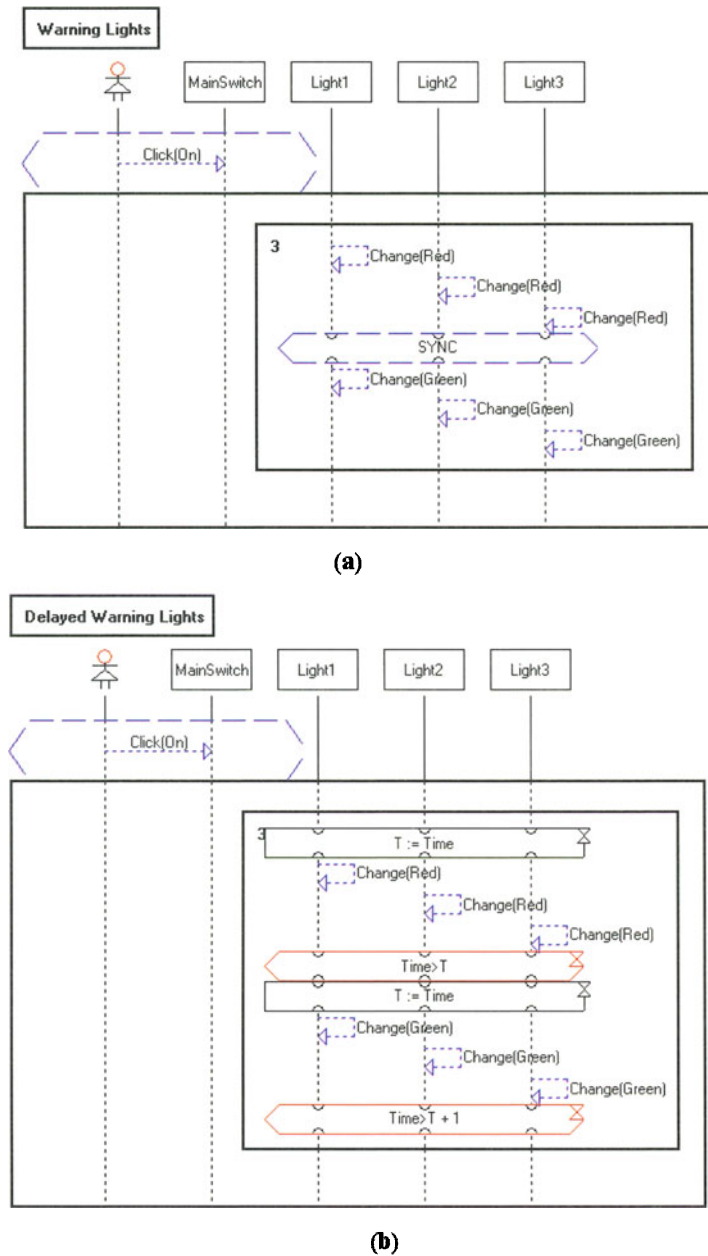 Warning Lights
MainSwitch Light1 Light2 Light3
Click(On)
3
Change(Red)
Change(Red)
Change(Red)
SYNC
Change(Green)
Change(Green)
Change(Green)
(a)
Delayed Warning Lights
MainSwitch Light1 Light2 Light3
Click(On)
3
T := Time
Change(Red)
Change(Red)
Change(Red)
Time>T
T := Time
Change(Green)
Change(Green)
Change(Green)
Time>T + 1
(b)